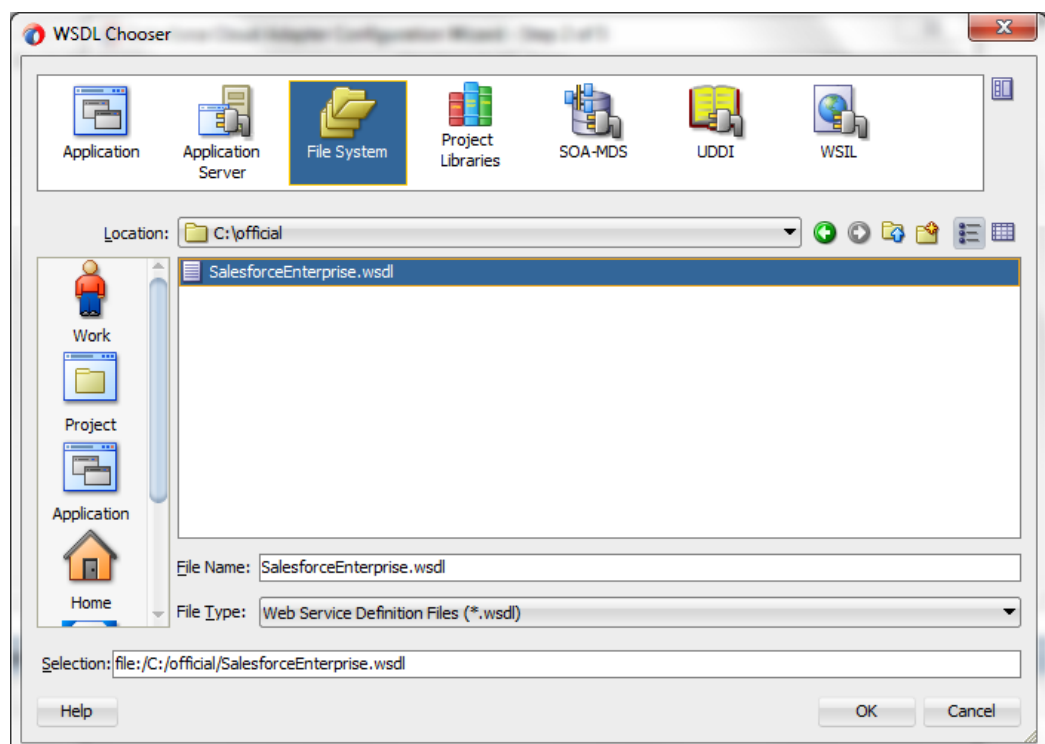 WSDL Chooser
Application
Application
Server
File System
Project
Libraries
SOA-MDS
UDDI
WSIL
Location:
C:\official
Work
Project
Application
Home
SalesforceEnterprise.wsdl
File Name:
SalesforceEnterprise.wsdl
File Type:
Web Service Definition Files (*.wsdl)
Selection:
file:/C:/official/SalesforceEnterprise.wsdl
Help
OK
Cancel